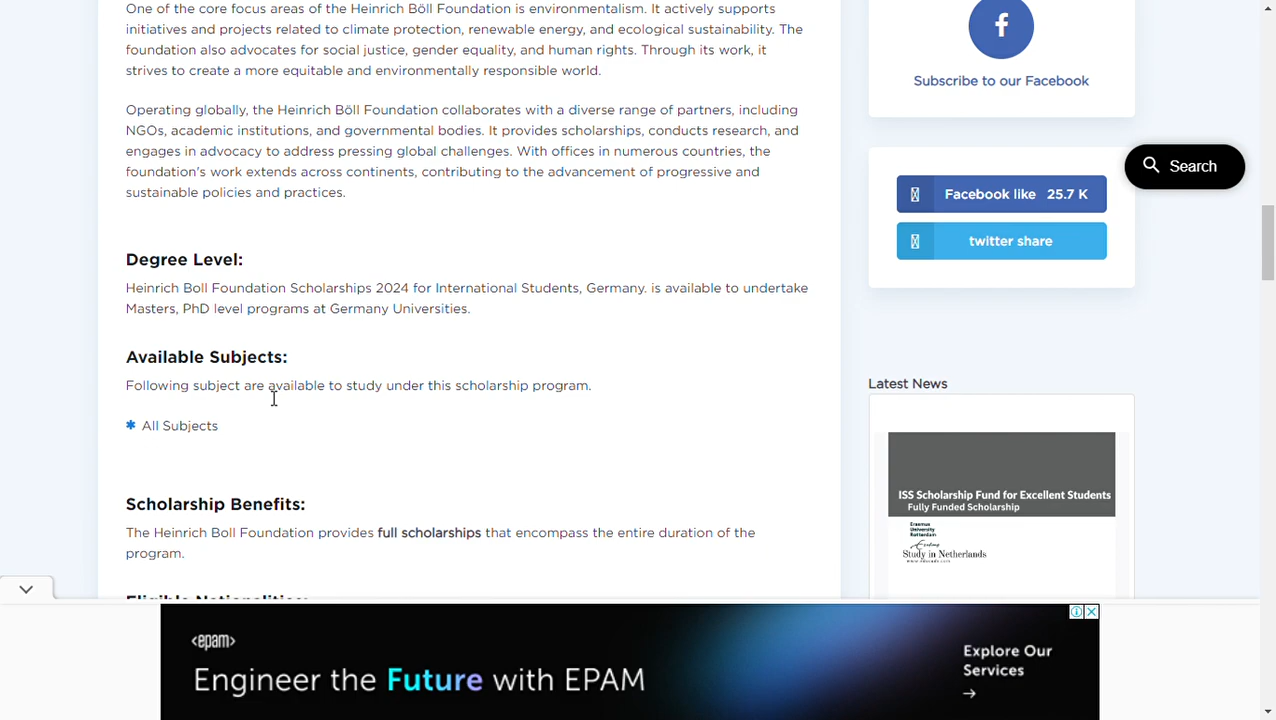 One of the core focus areas of the Heinrich Böll Foundation is environmentalism. It actively supports
initiatives and projects related to climate protection, renewable energy, and ecological sustainability. The
foundation also advocates for social justice, gender equality, and human rights. Through its work, it
strives to create a more equitable and environmentally responsible world.
Operating globally, the Heinrich Böll Foundation collaborates with a diverse range of partners, including
NGOs, academic institutions, and governmental bodies. It provides scholarships, conducts research, and
engages in advocacy to address pressing global challenges. With offices in numerous countries, the
foundation's work extends across continents, contributing to the advancement of progressive and
sustainable policies and practices.
Degree Level:
Heinrich Boll Foundation Scholarships 2024 for International Students, Germany. is available to undertake
Masters, PhD level programs at Germany Universities.
Available Subjects:
Following subject are available to study under this scholarship program.
✱ All Subjects
Scholarship Benefits:
The Heinrich Boll Foundation provides full scholarships that encompass the entire duration of the
program.
Eligible Nationalities:
Subscribe to our Facebook
Search
Facebook like 25.7 K
twitter share
Latest News
ISS Scholarship Fund for Excellent Students
Fully Funded Scholarship
Erasmus
University
Rotterdam
Erasmus
Study in Netherlands
<epam>
Engineer the Future with EPAM
Explore Our
Services
→